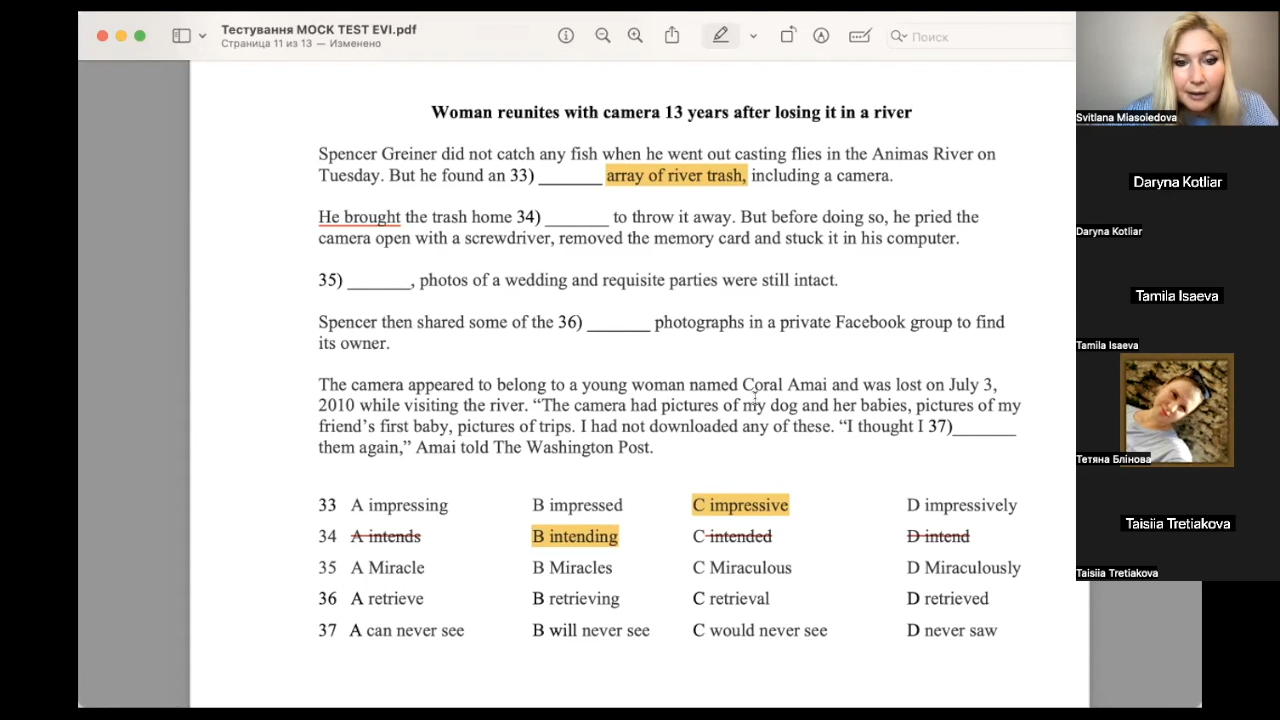 Тестування MOCK TEST EVI.pdf
Страница 11 из 13 — Изменено
Поиск
Woman reunites with camera 13 years after losing it in a river
Spencer Greiner did not catch any fish when he went out casting flies in the Animas River on
Tuesday. But he found an 33) _______ array of river trash, including a camera.
He brought the trash home 34) _______ to throw it away. But before doing so, he pried the
camera open with a screwdriver, removed the memory card and stuck it in his computer.
35) _______, photos of a wedding and requisite parties were still intact.
Spencer then shared some of the 36) _______ photographs in a private Facebook group to find
its owner.
The camera appeared to belong to a young woman named Coral Amai and was lost on July 3,
2010 while visiting the river. “The camera had pictures of my dog and her babies, pictures of my
friend’s first baby, pictures of trips. I had not downloaded any of these. “I thought I 37)_______
them again,” Amai told The Washington Post.
33 A impressing B impressed C impressive D impressively
34 A intends B intending C intended D intend
35 A Miracle B Miracles C Miraculous D Miraculously
36 A retrieve B retrieving C retrieval D retrieved
37 A can never see B will never see C would never see D never saw
Svitlana Miasoiedova
Daryna Kotliar
Daryna Kotliar
Tamila Isaeva
Tamila Isaeva
Тетяна Блінова
Taisiia Tretiakova
Taisiia Tretiakova